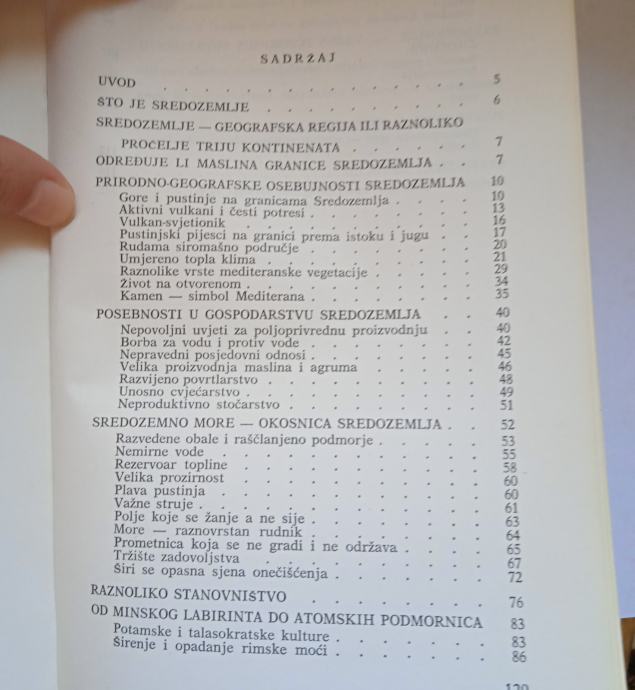 SADRŽAJ
UVOD . . . . . . . . . . . 5
ŠTO JE SREDOZEMLJE . . . . . . . . 6
SREDOZEMLJE — GEOGRAFSKA REGIJA ILI RAZNOLIKO
PROCELJE TRIJU KONTINENATA . . . . . 7
ODREĐUJE LI MASLINA GRANICE SREDOZEMLJA . . 7
PRIRODNO-GEOGRAFSKE OSEBUJNOSTI SREDOZEMLJA 10
Gore i pustinje na granicama Sredozemlja . . . . 10
Aktivni vulkani i česti potresi . . . . . . 13
Vulkan-svjetionik . . . . . . . . 16
Pustinjski pijesci na granici prema istoku i jugu . . 17
Rudama siromašno područje . . . . . . 20
Umjereno topla klima . . . . . . . 21
Raznolike vrste mediteranske vegetacije . . . . 29
Život na otvorenom . . . . . . . . 34
Kamen — simbol Mediterana . . . . . . 35
POSEBNOSTI U GOSPODARSTVU SREDOZEMLJA . . 40
Nepovoljni uvjeti za poljoprivrednu proizvodnju . . 40
Borba za vodu i protiv vode . . . . . . 42
Nepravedni posjedovni odnosi . . . . . . 45
Velika proizvodnja maslina i agruma . . . . 46
Razvijeno povrtlarstvo . . . . . . . 48
Unosno cvjećarstvo . . . . . . . . 49
Neproduktivno stočarstvo . . . . . . . 51
SREDOZEMNO MORE — OKOSNICA SREDOZEMLJA . . 52
Razvedene obale i raščlanjeno podmorje . . . . 53
Nemirne vode . . . . . . . . . 55
Rezervoar topline . . . . . . . . 58
Velika prozirnost . . . . . . . . 60
Plava pustinja . . . . . . . . . 60
Važne struje . . . . . . . . . 61
Polje koje se žanje a ne sije . . . . . . 63
More — raznovrstan rudnik . . . . . . 64
Prometnica koja se ne gradi i ne održava . . . . 65
Tržište zadovoljstva . . . . . . . 67
Širi se opasna sjena onečišćenja . . . . . 72
RAZNOLIKO STANOVNIŠTVO . . . . . . 76
OD MINSKOG LABIRINTA DO ATOMSKIH PODMORNICA 83
Potamske i talasokratske kulture . . . . . 83
Širenje i opadanje rimske moći . . . . . 86